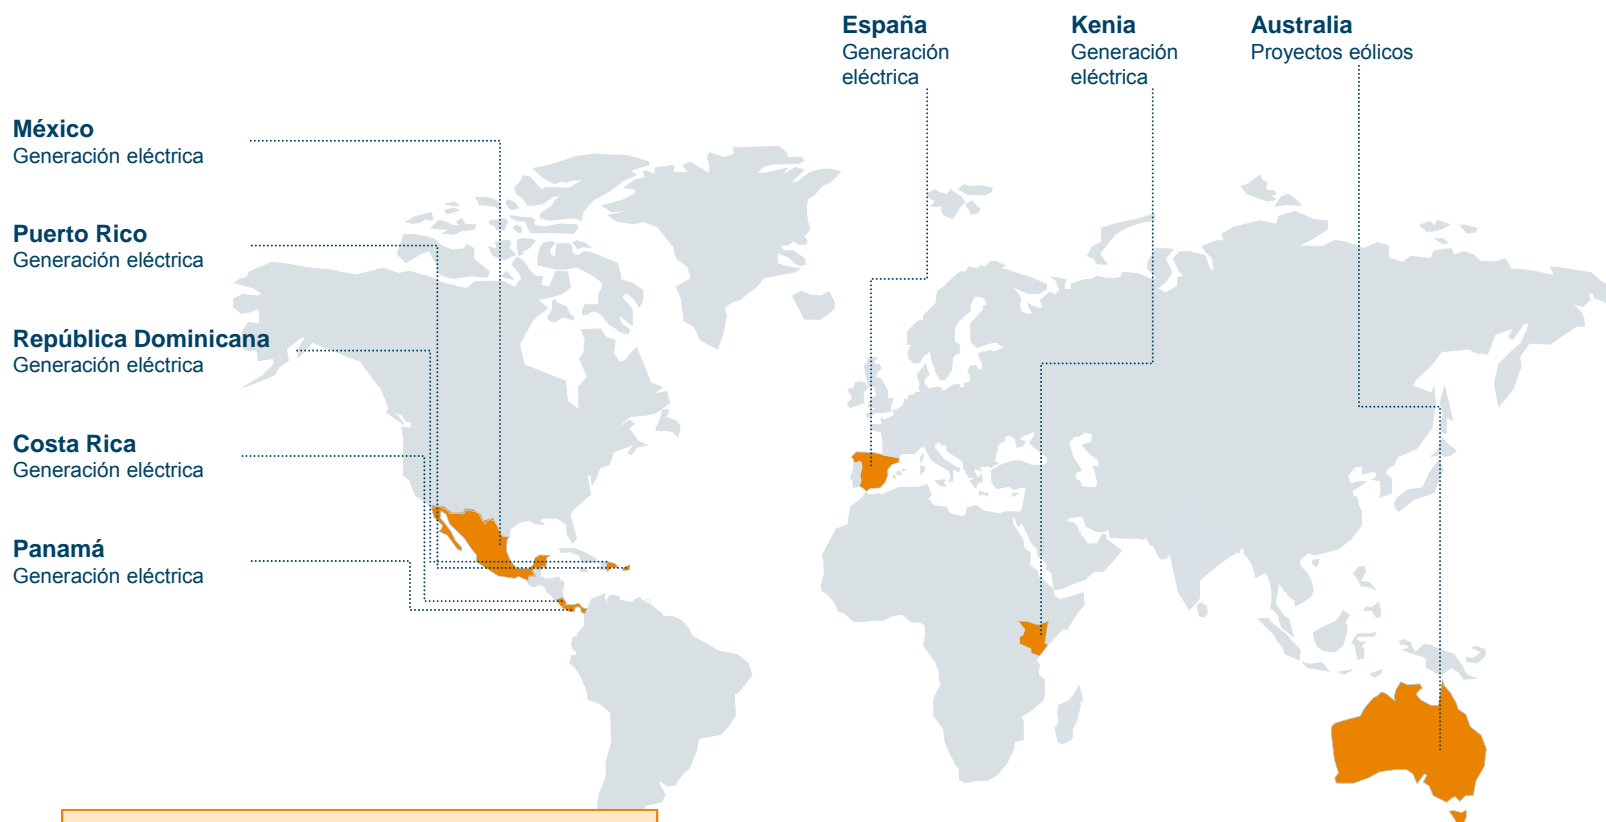 España
Generación
eléctrica
Kenia
Generación
eléctrica
Australia
Proyectos eólicos
México
Generación eléctrica
Puerto Rico
Generación eléctrica
República Dominicana
Generación eléctrica
Costa Rica
Generación eléctrica
Panamá
Generación eléctrica